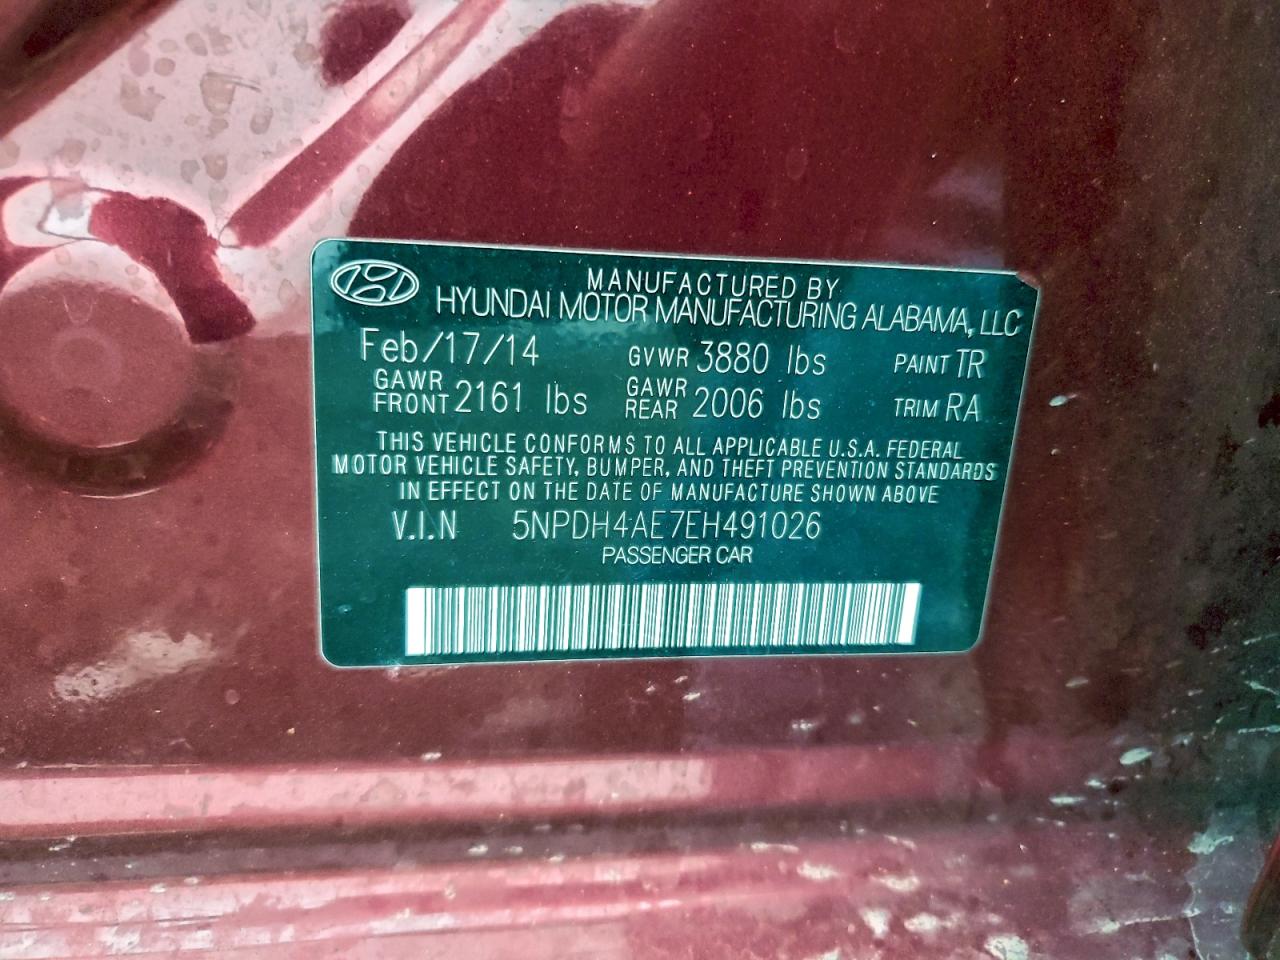 MANUFACTURED BY
HYUNDAI MOTOR MANUFACTURING ALABAMA, LLC
Feb/17/14 GVWR 3880 lbs PAINT TR
GAWR FRONT 2161 lbs GAWR REAR 2006 lbs TRIM RA
THIS VEHICLE CONFORMS TO ALL APPLICABLE U.S.A. FEDERAL
MOTOR VEHICLE SAFETY, BUMPER, AND THEFT PREVENTION STANDARDS
IN EFFECT ON THE DATE OF MANUFACTURE SHOWN ABOVE
V.I.N 5NPDH4AE7EH491026
PASSENGER CAR